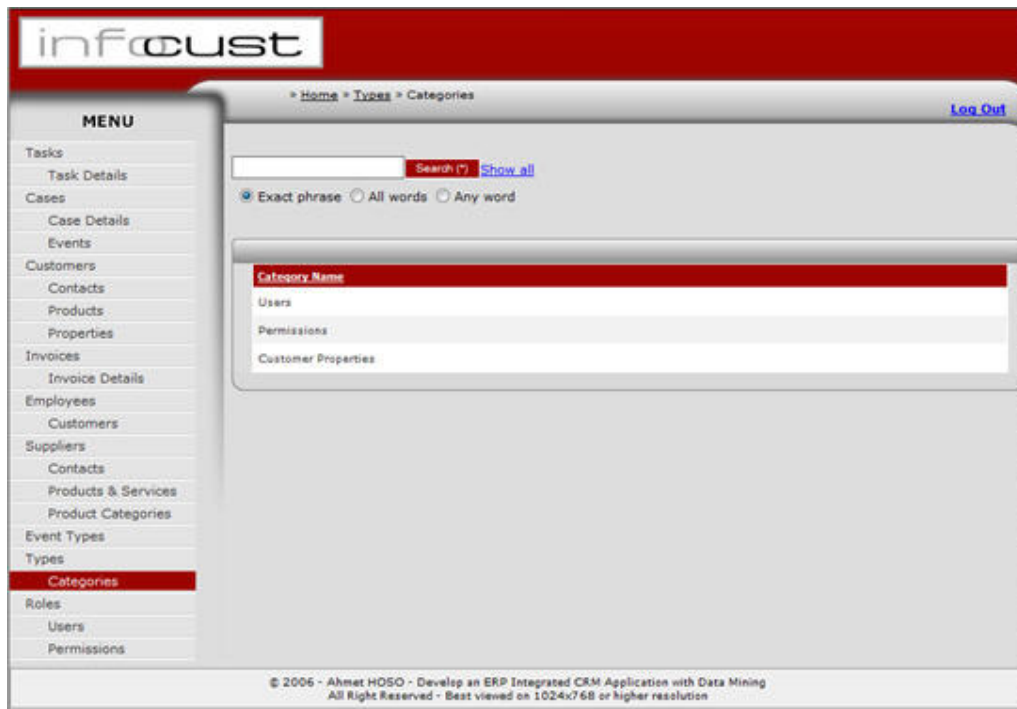 infocust
» Home » Types » Categories
Log Out
MENU
Tasks
Task Details
Cases
Case Details
Events
Customers
Contacts
Products
Properties
Invoices
Invoice Details
Employees
Customers
Suppliers
Contacts
Products & Services
Product Categories
Event Types
Types
Categories
Roles
Users
Permissions
Search (*) Show all
Exact phrase All words Any word
Category Name
Users
Permissions
Customer Properties
© 2006 - Ahmet HOSO - Develop an ERP Integrated CRM Application with Data Mining
All Right Reserved - Best viewed on 1024x768 or higher resolution